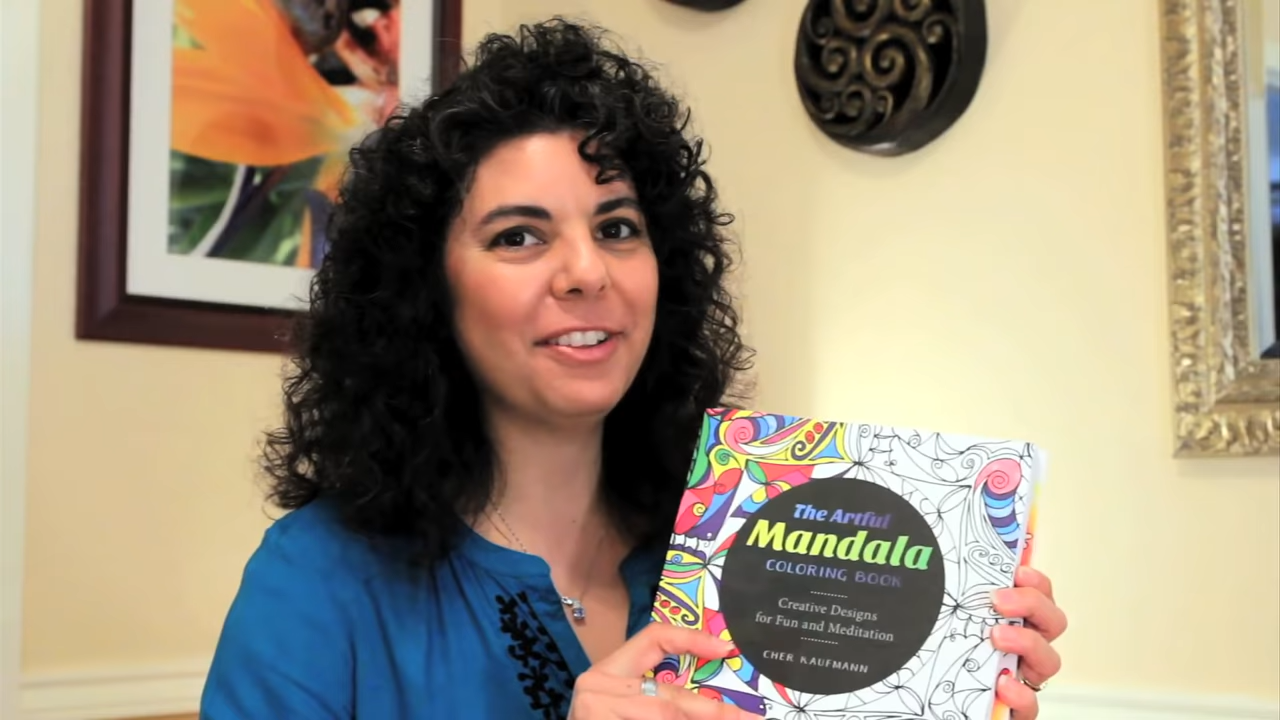 The Artful
Mandala
COLORING BOOK
Creative Designs
for Fun and Meditation
CHER KAUFMANN